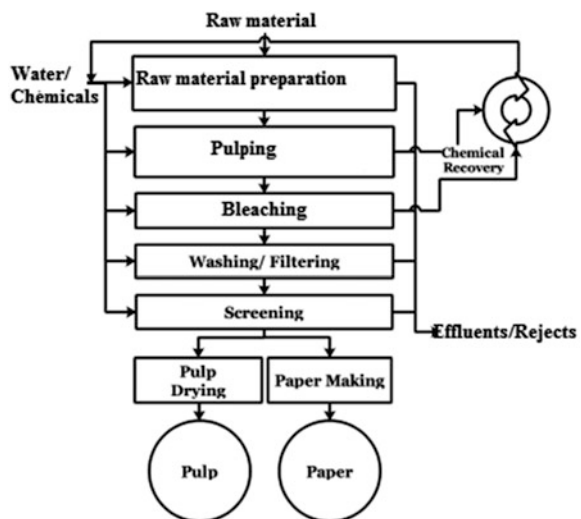 Raw material
Water/
Chemicals
Raw material preparation
Pulping
Chemical
Recovery
Bleaching
Washing/ Filtering
Screening
Effluents/Rejects
Pulp
Drying
Paper Making
Pulp
Paper